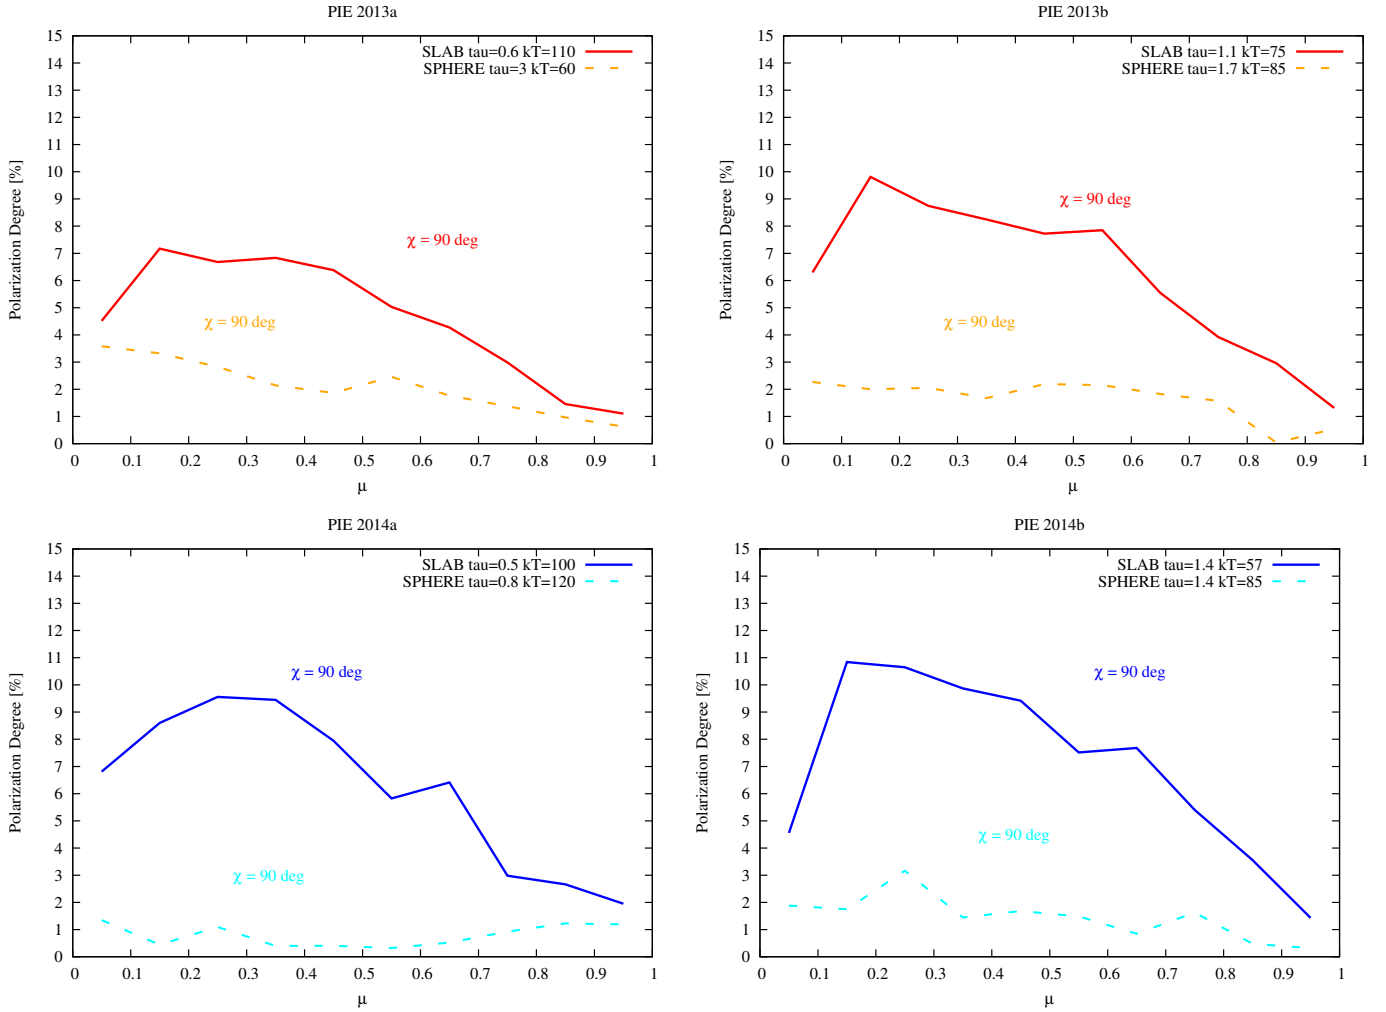 PIE 2013a
SLAB tau=0.6 kT=110
SPHERE tau=3 kT=60
15
14
13
12
11
10
9
8
7
6
5
4
3
2
1
0
Polarization Degree [%]
χ = 90 deg
χ = 90 deg
0 0.1 0.2 0.3 0.4 0.5 0.6 0.7 0.8 0.9 1
μ
PIE 2013b
SLAB tau=1.1 kT=75
SPHERE tau=1.7 kT=85
15
14
13
12
11
10
9
8
7
6
5
4
3
2
1
0
Polarization Degree [%]
χ = 90 deg
χ = 90 deg
0 0.1 0.2 0.3 0.4 0.5 0.6 0.7 0.8 0.9 1
μ
PIE 2014a
SLAB tau=0.5 kT=100
SPHERE tau=0.8 kT=120
15
14
13
12
11
10
9
8
7
6
5
4
3
2
1
0
Polarization Degree [%]
χ = 90 deg
χ = 90 deg
0 0.1 0.2 0.3 0.4 0.5 0.6 0.7 0.8 0.9 1
μ
PIE 2014b
SLAB tau=1.4 kT=57
SPHERE tau=1.4 kT=85
15
14
13
12
11
10
9
8
7
6
5
4
3
2
1
0
Polarization Degree [%]
χ = 90 deg
χ = 90 deg
0 0.1 0.2 0.3 0.4 0.5 0.6 0.7 0.8 0.9 1
μ